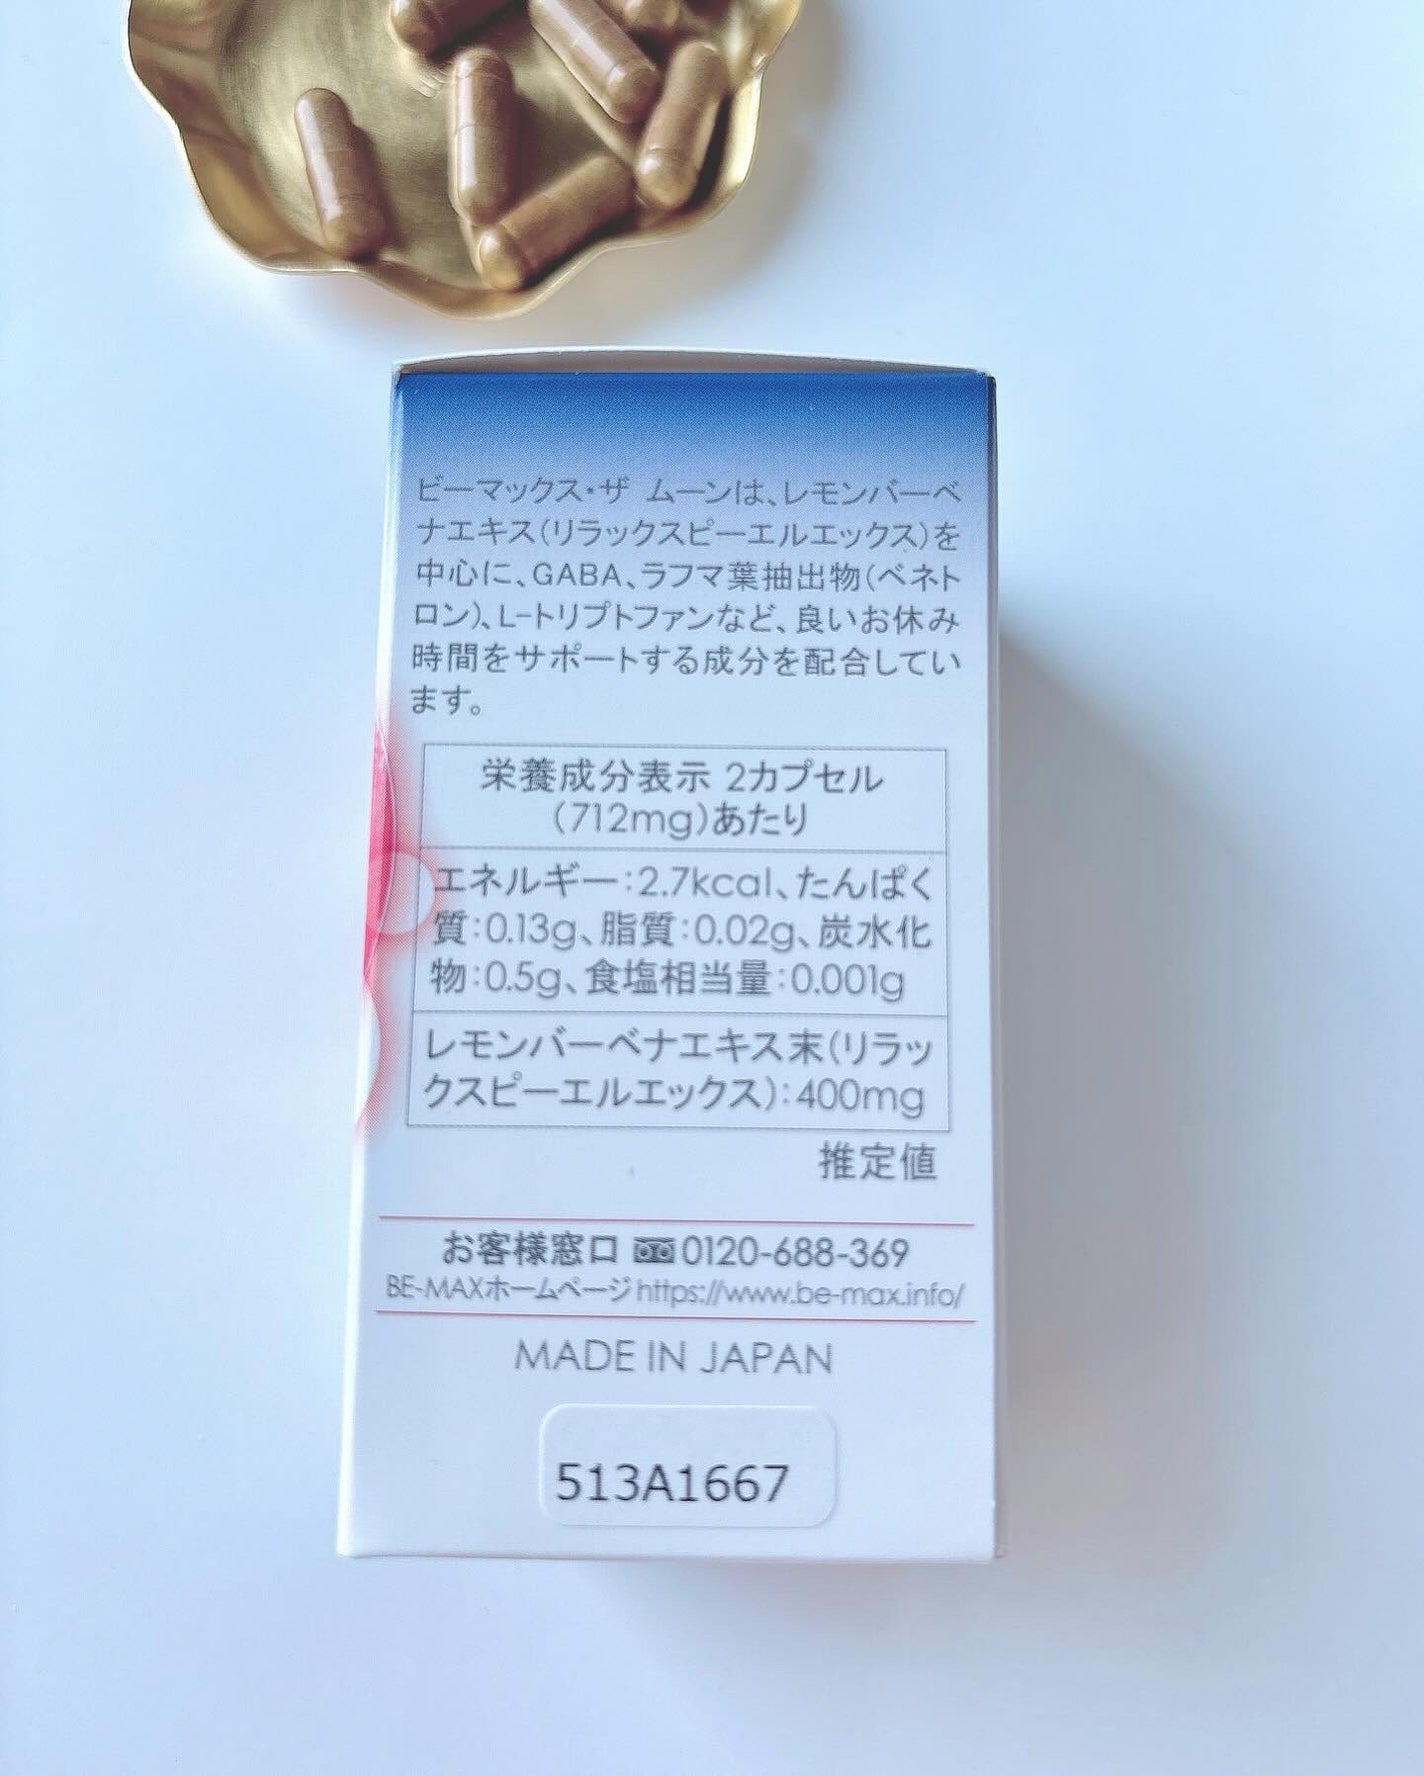 ビーマックス・ザ ムーンは、レモンバーベ
ナエキス(リラックスピーエルエックス)を
中心に、GABA、ラフマ葉抽出物(ベネト
ロン)、L-トリプトファンなど、良いお休み
時間をサポートする成分を配合してい
ます。
栄養成分表示 2カプセル
(712mg)あたり
エネルギー:2.7kcal、たんぱく
質:0.13g、脂質:0.02g、炭水化
物:0.5g、食塩相当量:0.001g
レモンバーベナエキス末(リラッ
クスピーエルエックス):400mg
推定値
お客様窓口 0120-688-369
BE-MAXホームページhttps://www.be-max.info/
MADE IN JAPAN
513A1667